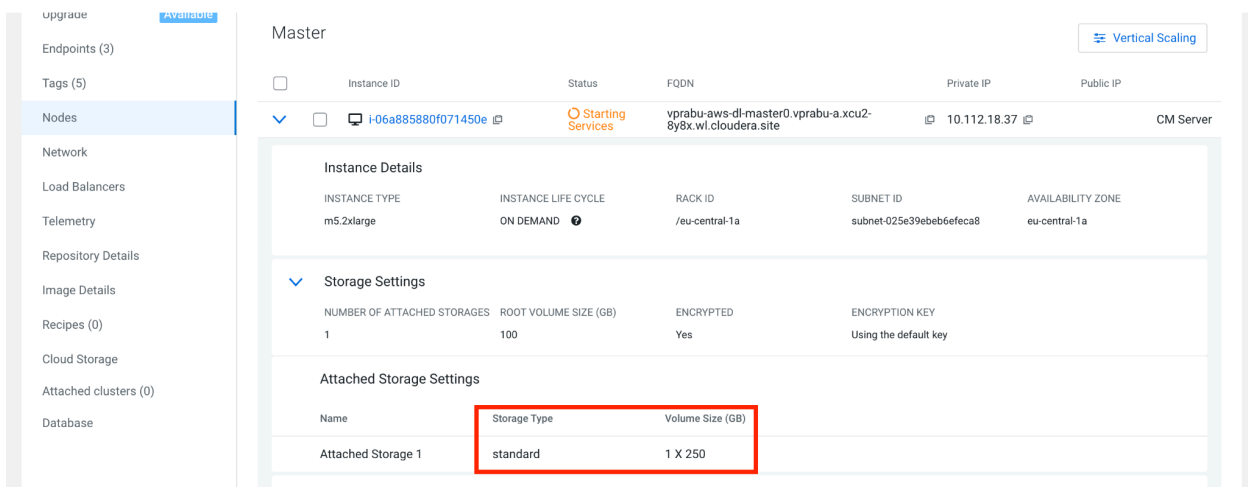 Upgrade Available
Endpoints (3)
Tags (5)
Nodes
Network
Load Balancers
Telemetry
Repository Details
Image Details
Recipes (0)
Cloud Storage
Attached clusters (0)
Database
Master
Vertical Scaling
Instance ID Status FQDN Private IP Public IP
i-06a885880f071450e Starting Services vprabu-aws-dl-master0.vprabu-a.xcu2-
8y8x.wl.cloudera.site 10.112.18.37 CM Server
Instance Details
INSTANCE TYPE INSTANCE LIFE CYCLE RACK ID SUBNET ID AVAILABILITY ZONE
m5.2xlarge ON DEMAND /eu-central-1a subnet-025e39ebeb6efeca8 eu-central-1a
Storage Settings
NUMBER OF ATTACHED STORAGES ROOT VOLUME SIZE (GB) ENCRYPTED ENCRYPTION KEY
1 100 Yes Using the default key
Attached Storage Settings
Name Storage Type Volume Size (GB)
Attached Storage 1 standard 1 X 250